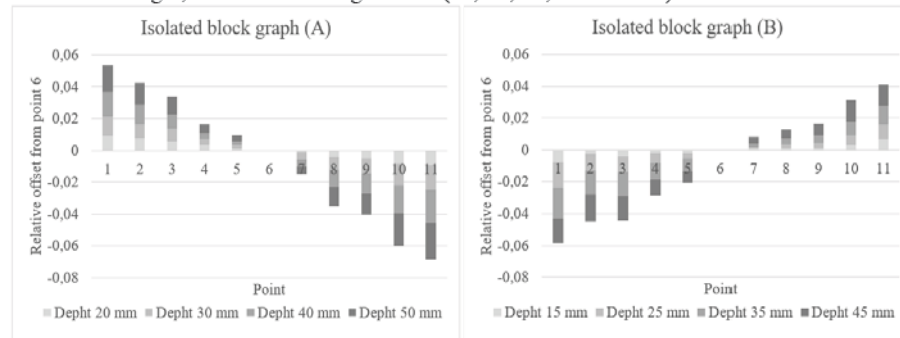 Isolated block graph (A)
Relative offset from point 6
0,06
0,04
0,02
0
-0,02
-0,04
-0,06
-0,08
1 2 3 4 5 6 7 8 9 10 11
Point
Depht 20 mm Depht 30 mm Depht 40 mm Depht 50 mm
Isolated block graph (B)
Relative offset from point 6
0,06
0,04
0,02
0
-0,02
-0,04
-0,06
-0,08
1 2 3 4 5 6 7 8 9 10 11
Point
Depht 15 mm Depht 25 mm Depht 35 mm Depht 45 mm